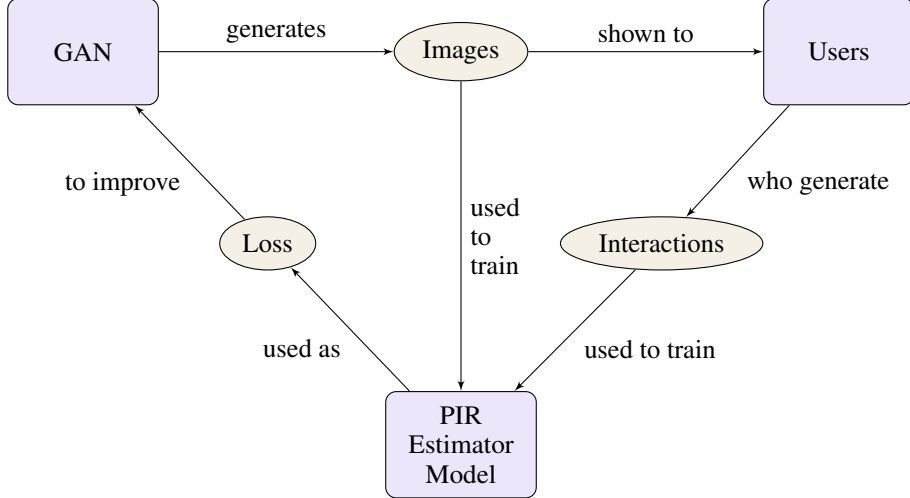 GAN
generates
Images
shown to
Users
to improve
who generate
used
to
train
Loss
Interactions
used as
used to train
PIR
Estimator
Model